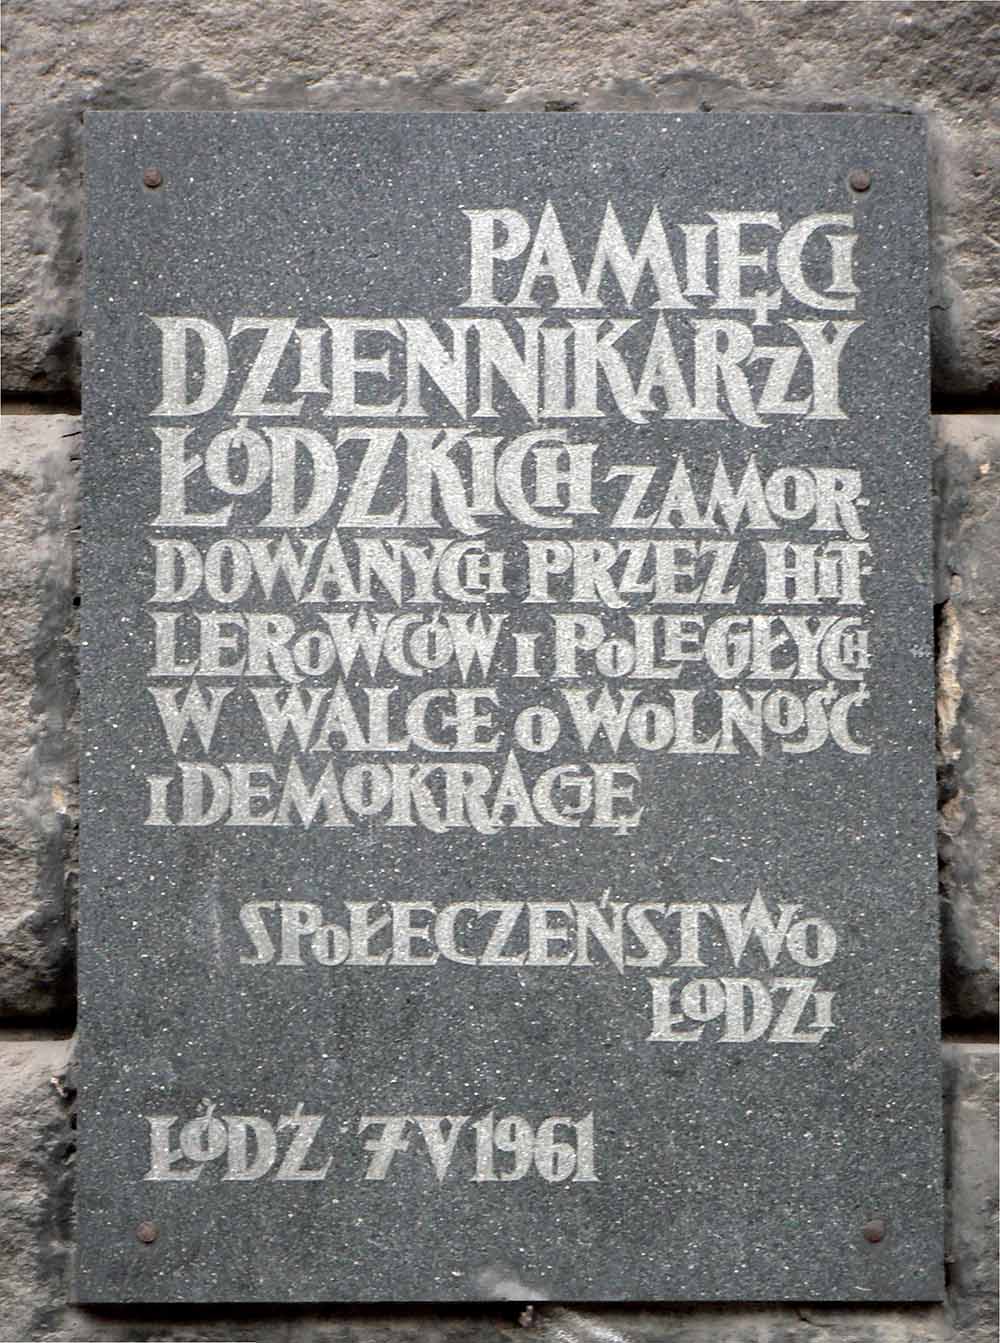 PAMIĘCI
DZIENNIKARZY
ŁÓDZKICH ZAMOR-
DOWANYCH PRZEZ HIT-
LEROWCÓW I POLEGŁYCH
W WALCE O WOLNOŚĆ
I DEMOKRACJĘ
SPOŁECZEŃSTWO
ŁODZI
ŁÓDŹ 7 V 1961